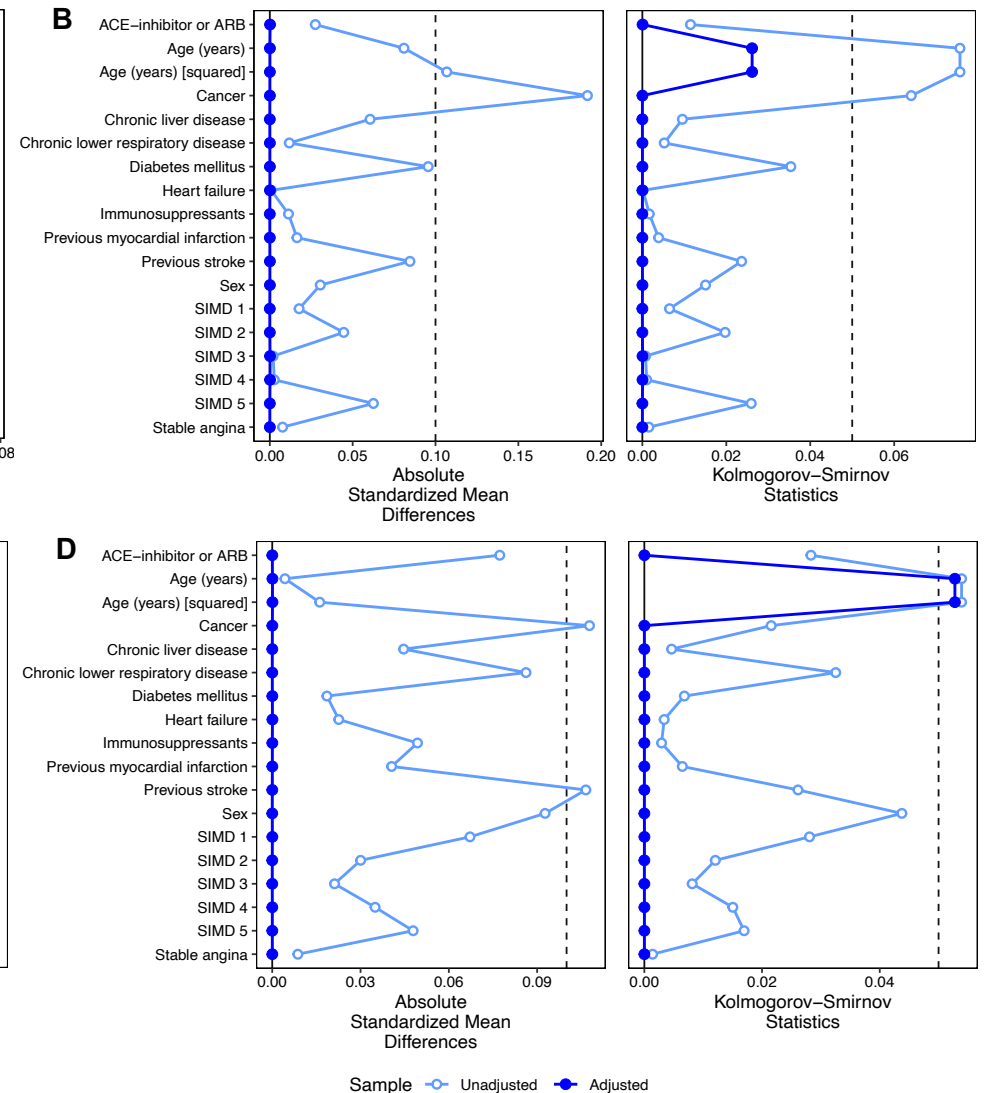 B
ACE−inhibitor or ARB
Age (years)
Age (years) [squared]
Cancer
Chronic liver disease
Chronic lower respiratory disease
Diabetes mellitus
Heart failure
Immunosuppressants
Previous myocardial infarction
Previous stroke
Sex
SIMD 1
SIMD 2
SIMD 3
SIMD 4
SIMD 5
Stable angina
08
0.00 0.05 0.10 0.15 0.20
0.00 0.02 0.04 0.06
Absolute
Standardized Mean
Differences
Kolmogorov−Smirnov
Statistics
D
ACE−inhibitor or ARB
Age (years)
Age (years) [squared]
Cancer
Chronic liver disease
Chronic lower respiratory disease
Diabetes mellitus
Heart failure
Immunosuppressants
Previous myocardial infarction
Previous stroke
Sex
SIMD 1
SIMD 2
SIMD 3
SIMD 4
SIMD 5
Stable angina
0.00 0.03 0.06 0.09
0.00 0.02 0.04
Absolute
Standardized Mean
Differences
Kolmogorov−Smirnov
Statistics
Sample Unadjusted Adjusted